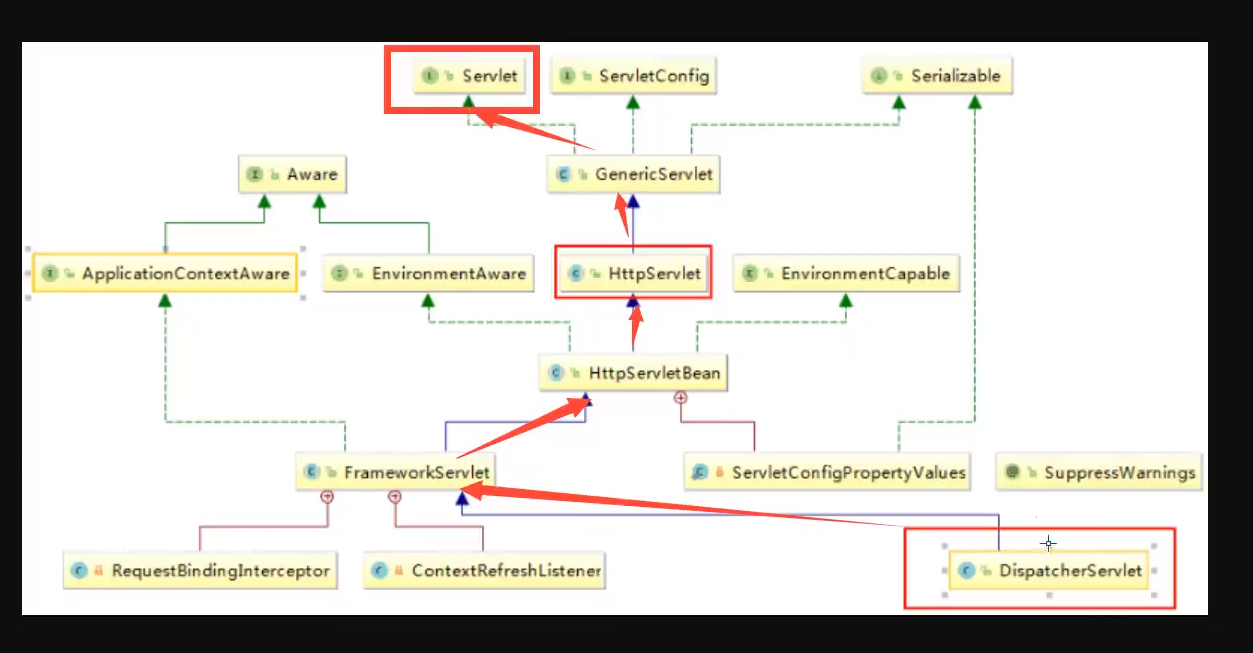 Servlet
ServletConfig
Serializable
Aware
GenericServlet
ApplicationContextAware
EnvironmentAware
HttpServlet
EnvironmentCapable
HttpServletBean
FrameworkServlet
ServletConfigPropertyValues
SuppressWarnings
RequestBindingInterceptor
ContextRefreshListener
DispatcherServlet